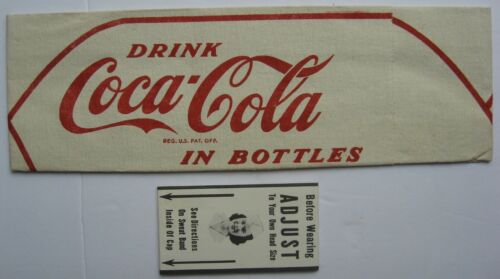 DRINK
Coca-Cola
REG. U.S. PAT. OFF.
IN BOTTLES
Before Wearing
ADJUST
To Your Own Head Size
See Directions
On Sweat Band
Inside Of Cap